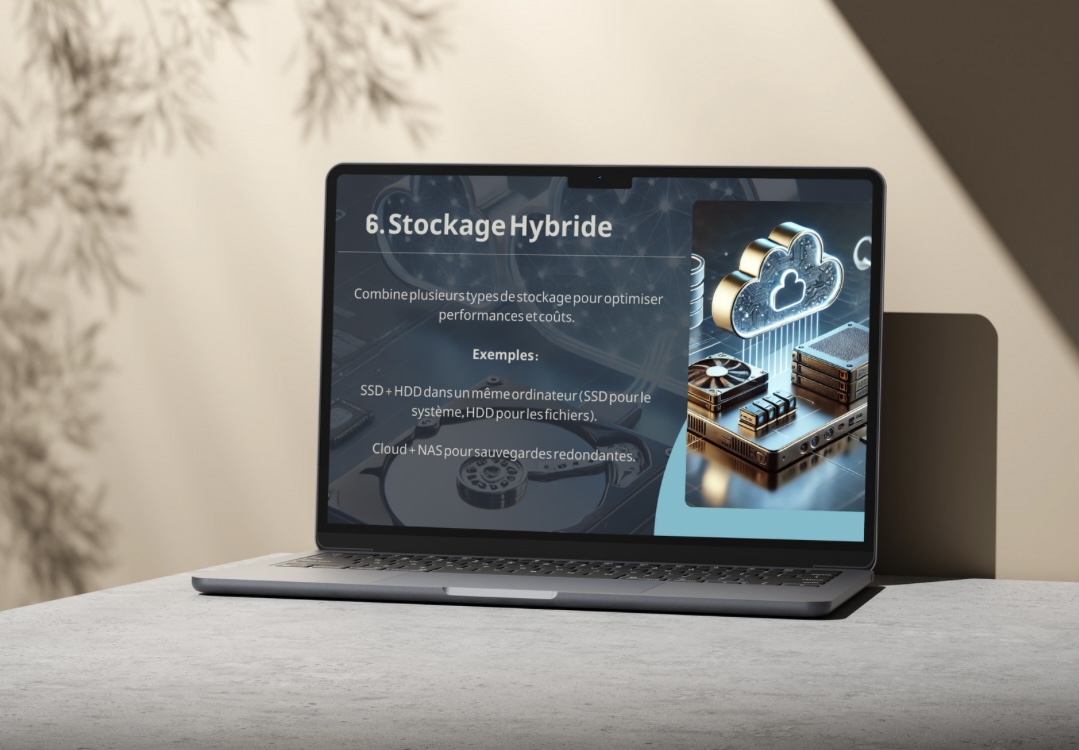 6. Stockage Hybride
Combine plusieurs types de stockage pour optimiser
performances et coûts.
Exemples :
SSD + HDD dans un même ordinateur (SSD pour le
système, HDD pour les fichiers).
Cloud + NAS pour sauvegardes redondantes.